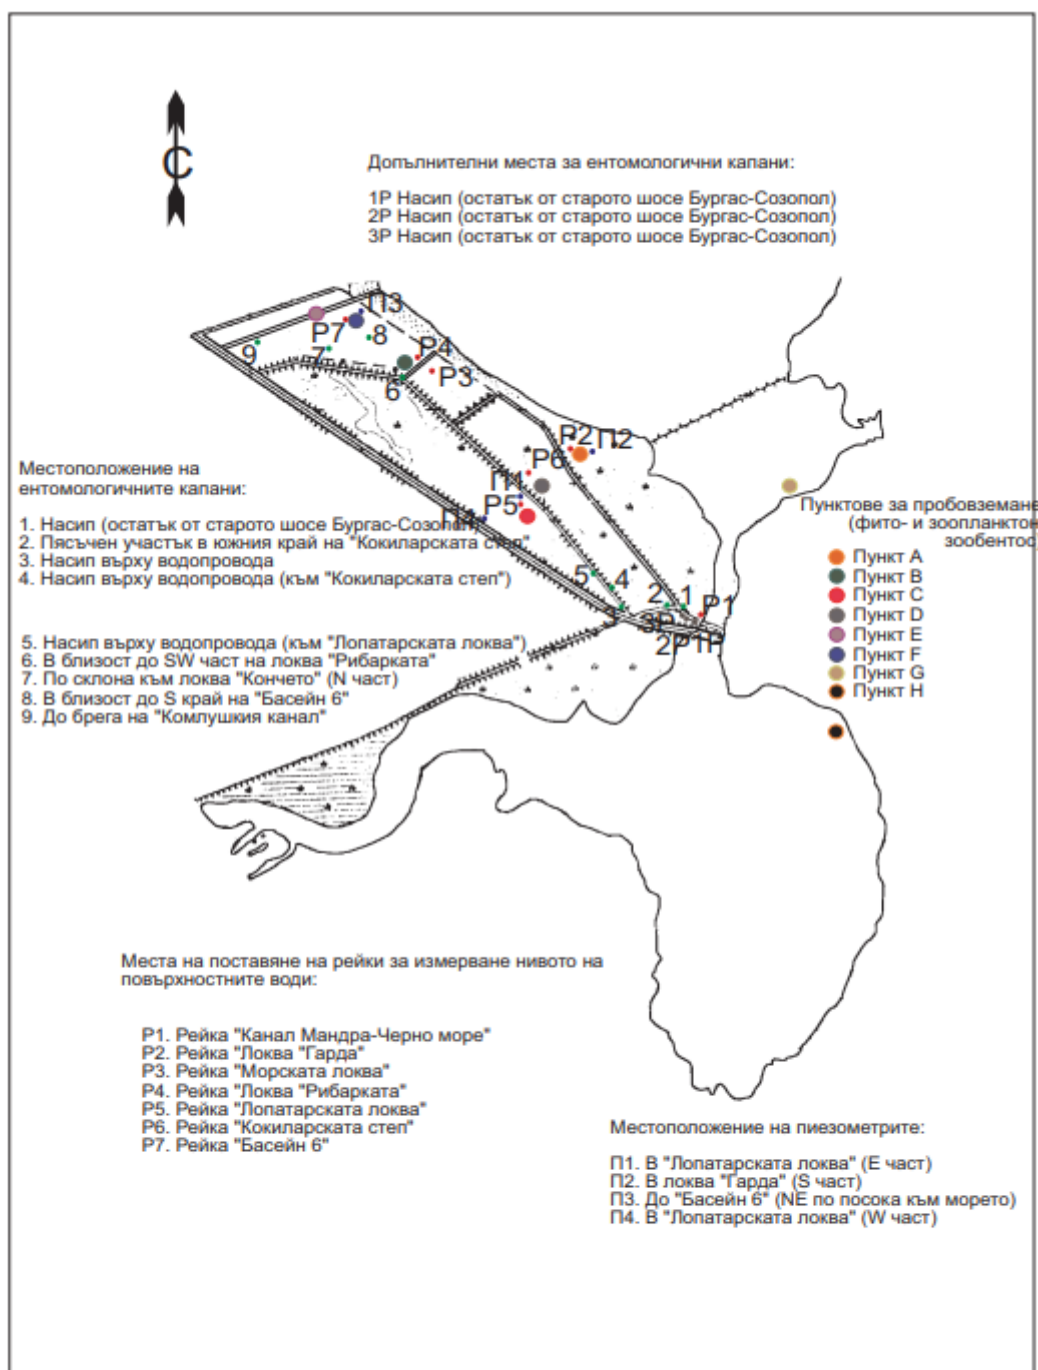 С
Допълнителни места за ентомологични капани:
1Р Насип (остатък от старото шосе Бургас-Созопол)
2Р Насип (остатък от старото шосе Бургас-Созопол)
3Р Насип (остатък от старото шосе Бургас-Созопол)
П3
Р7
8
9
7
Р4
6
Р3
Р2
П2
Р6
П1
Р5
П4
5
4
2
1
Р1
3
3Р
2Р1Р
Местоположение на
ентомологичните капани:
1. Насип (остатък от старото шосе Бургас-Созопол)
2. Пясъчен участък в южния край на "Кокиларската степ"
3. Насип върху водопровода
4. Насип върху водопровода (към "Кокиларската степ")
5. Насип върху водопровода (към "Лопатарската локва")
6. В близост до SW част на локва "Рибарката"
7. По склона към локва "Кончето" (N част)
8. В близост до S край на "Басейн 6"
9. До брега на "Комлушкия канал"
Пунктове за пробовземане
(фито- и зоопланктон
зообентос)
Пункт А
Пункт В
Пункт С
Пункт D
Пункт Е
Пункт F
Пункт G
Пункт Н
Места на поставяне на рейки за измерване нивото на
повърхностните води:
Р1. Рейка "Канал Мандра-Черно море"
Р2. Рейка "Локва "Гарда"
Р3. Рейка "Морската локва"
Р4. Рейка "Локва "Рибарката"
Р5. Рейка "Лопатарската локва"
Р6. Рейка "Кокиларската степ"
Р7. Рейка "Басейн 6"
Местоположение на пиезометрите:
П1. В "Лопатарската локва" (Е част)
П2. В локва "Гарда" (S част)
П3. До "Басейн 6" (NE по посока към морето)
П4. В "Лопатарската локва" (W част)